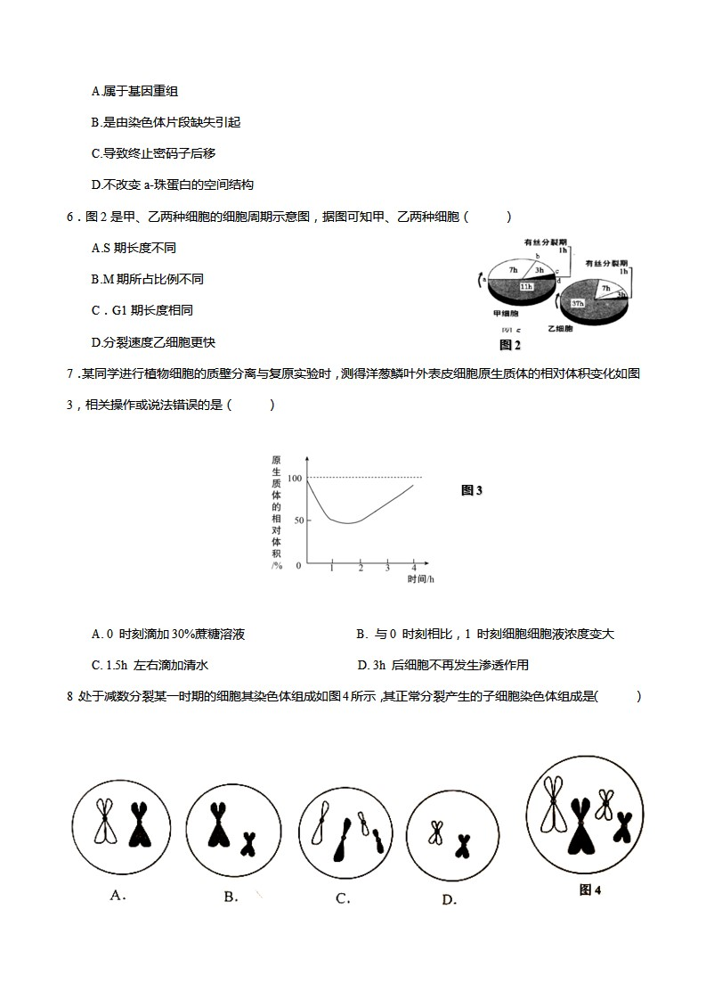 A.属于基因重组
B.是由染色体片段缺失引起
C.导致终止密码子后移
D.不改变 a-珠蛋白的空间结构
6．图 2 是甲、乙两种细胞的细胞周期示意图，据图可知甲、乙两种细胞（　　）
A.S 期长度不同
B.M 期所占比例不同
C．G1 期长度相同
D.分裂速度乙细胞更快
有丝分裂期
1h
b
7h
3h
c
a
d
11h
甲细胞
有丝分裂期
1h
7h
3h
37h
乙细胞
图 2
7．某同学进行植物细胞的质壁分离与复原实验时，测得洋葱鳞叶外表皮细胞原生质体的相对体积变化如图
3，相关操作或说法错误的是（　　）
原生质体的相对体积/%
100
50
0
1 2 3 4
时间/h
图 3
A. 0 时刻滴加 30%蔗糖溶液 B. 与 0 时刻相比，1 时刻细胞细胞液浓度变大
C. 1.5h 左右滴加清水 D. 3h 后细胞不再发生渗透作用
8.处于减数分裂某一时期的细胞其染色体组成如图 4 所示，其正常分裂产生的子细胞染色体组成是（　　）
A.
B.
C.
D.
图 4